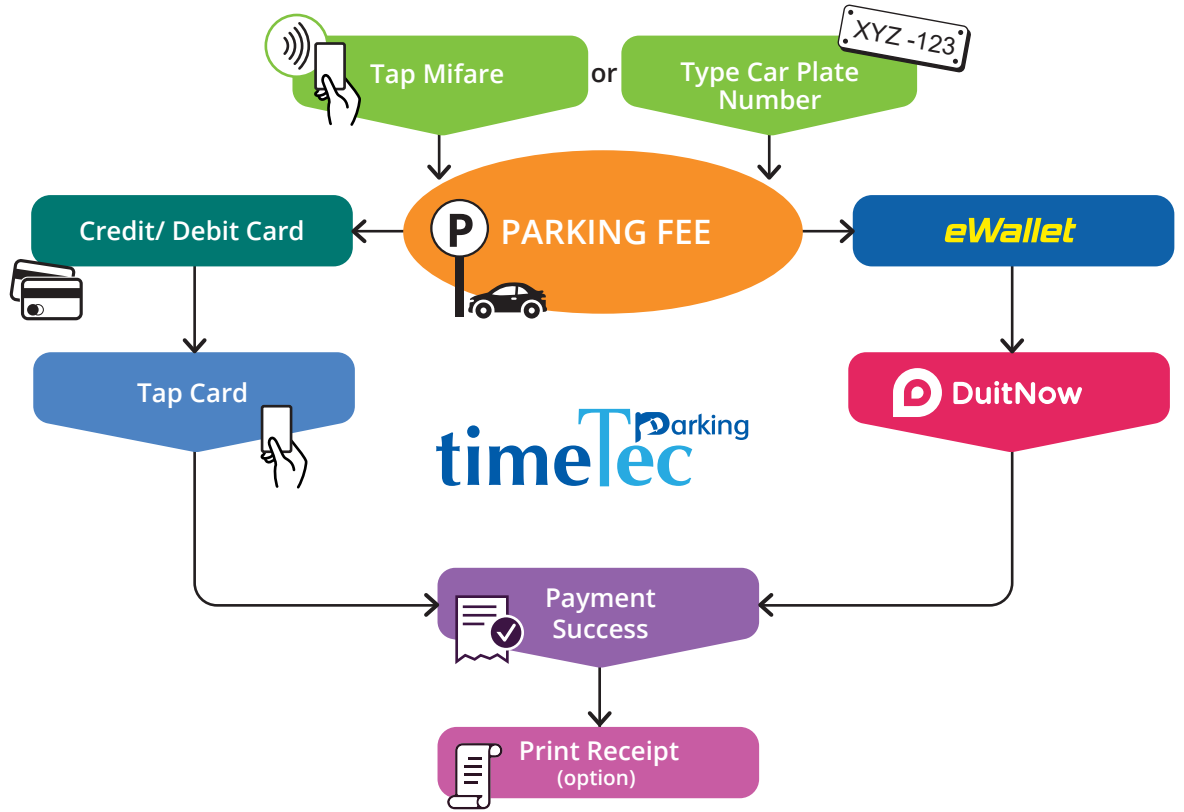 Tap Mifare
or
Type Car Plate
Number
XYZ -123
P PARKING FEE
Credit/ Debit Card
eWallet
Tap Card
DuitNow
timeTec Parking
Payment
Success
Print Receipt
(option)